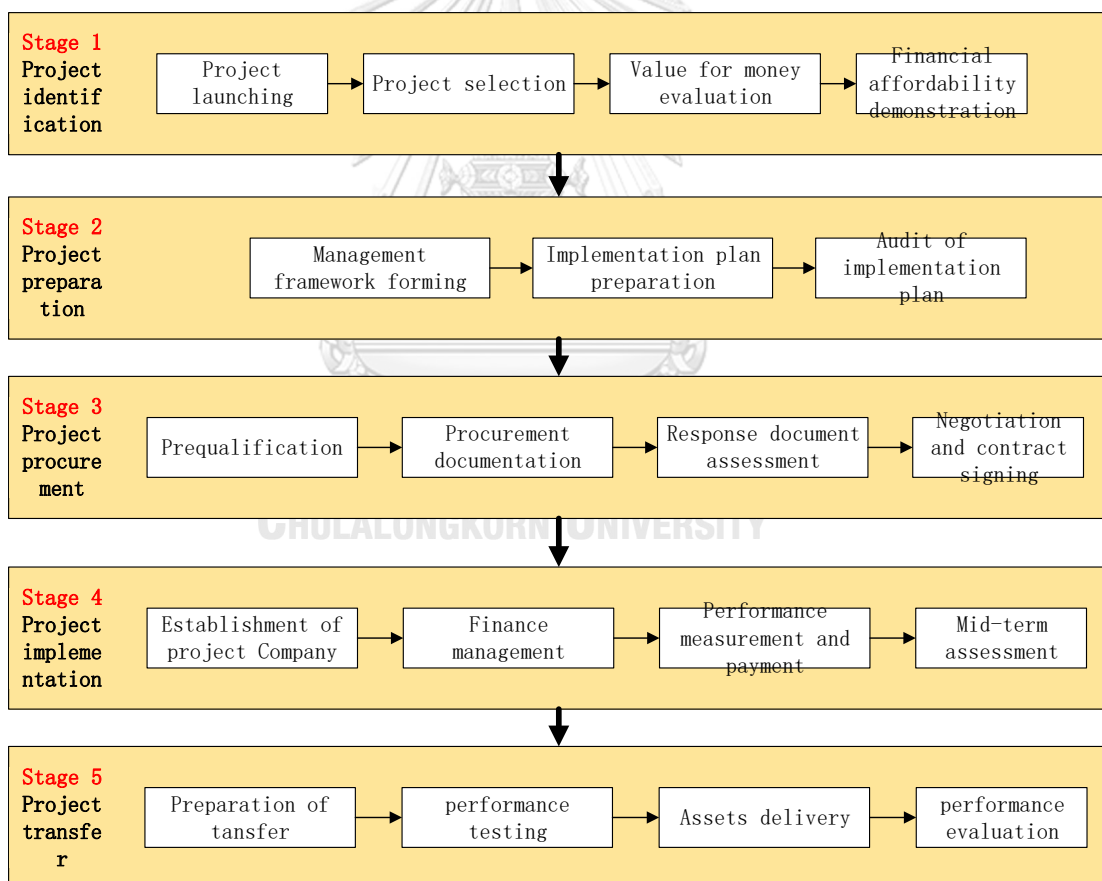 Stage 1
Project
identif
ication
Project
launching
Project selection
Value for money
evaluation
Financial
affordability
demonstration
Stage 2
Project
prepara
tion
Management
framework forming
Implementation plan
preparation
Audit of
implementation
plan
Stage 3
Project
procure
ment
Prequalification
Procurement
documentation
Response document
assessment
Negotiation
and contract
signing
CHULALONGKORN UNIVERSITY
Stage 4
Project
impleme
ntation
Establishment of
project Company
Finance
management
Performance
measurement and
payment
Mid-term
assessment
Stage 5
Project
transfe
r
Preparation of
tansfer
performance
testing
Assets delivery
performance
evaluation